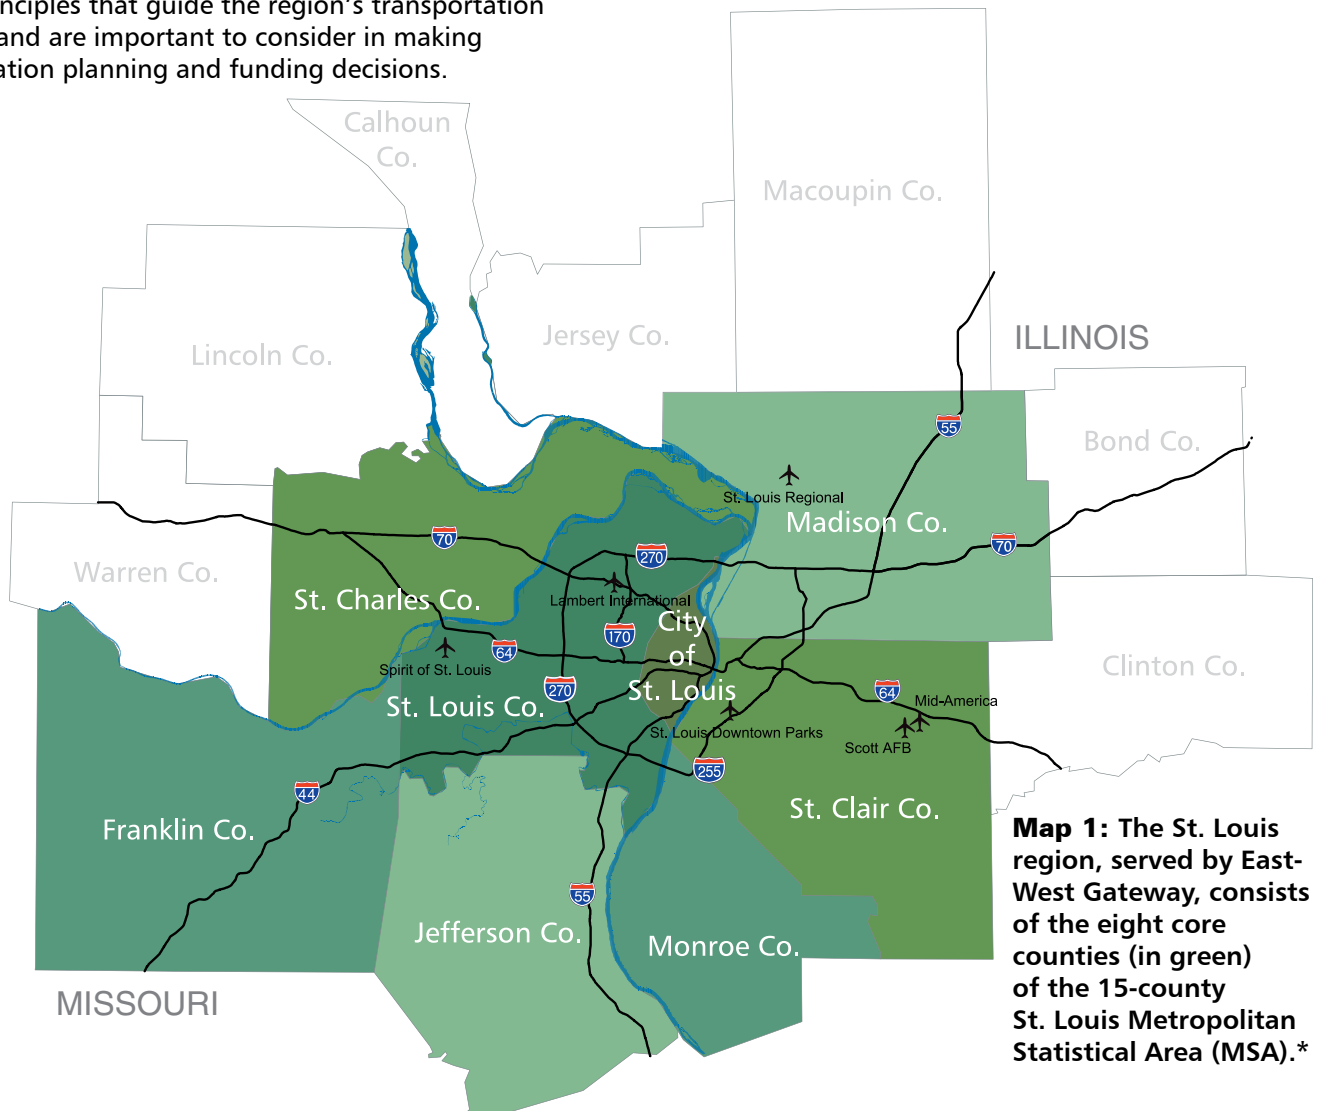 nciples that guide the region's transportation
and are important to consider in making
ation planning and funding decisions.
Calhoun
Co.
Macoupin Co.
Lincoln Co.
Jersey Co.
ILLINOIS
55
Bond Co.
St. Louis Regional
Madison Co.
70
270
70
Warren Co.
St. Charles Co.
Lambert International
City
of
St. Louis
170
64
Spirit of St. Louis
Clinton Co.
270
St. Louis Co.
64
Mid-America
St. Louis Downtown Parks
Scott AFB
255
44
Franklin Co.
St. Clair Co.
55
Jefferson Co.
Monroe Co.
MISSOURI
Map 1: The St. Louis
region, served by East-
West Gateway, consists
of the eight core
counties (in green)
of the 15-county
St. Louis Metropolitan
Statistical Area (MSA).*